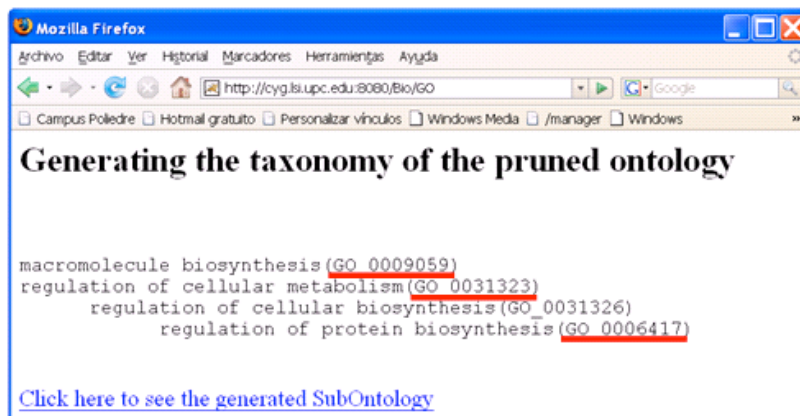 Mozilla Firefox
Archivo Editar Ver Historial Marcadores Herramientas Ayuda
http://cyg.lsi.upc.edu:8080/Bio/GO G Google
Campus Poliedre Hotmail gratuito Personalizar vínculos Windows Media /manager Windows »
Generating the taxonomy of the pruned ontology
macromolecule biosynthesis(GO_0009059)
regulation of cellular metabolism(GO_0031323)
regulation of cellular biosynthesis(GO_0031326)
regulation of protein biosynthesis(GO_0006417)
Click here to see the generated SubOntology